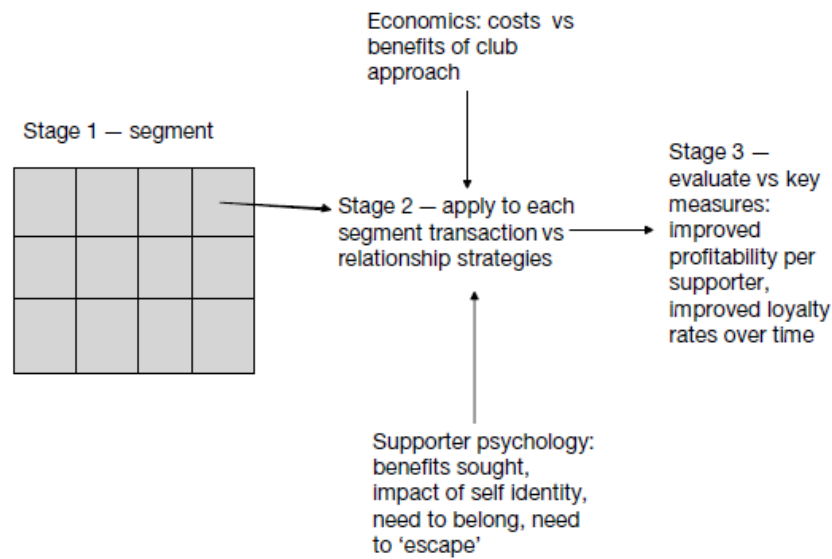 Economics: costs vs
benefits of club
approach
Stage 1 — segment
Stage 2 — apply to each
segment transaction vs
relationship strategies
Stage 3 —
evaluate vs key
measures:
improved
profitability per
supporter,
improved loyalty
rates over time
Supporter psychology:
benefits sought,
impact of self identity,
need to belong, need
to ‘escape’